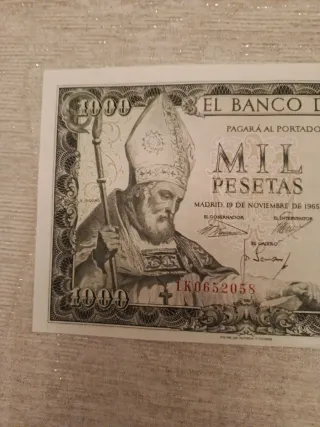 1000 EL BANCO D
PAGARÁ AL PORTADO
MIL
PESETAS
MADRID, 19 DE NOVIEMBRE DE 1965
EL GOBERNADOR
EL INTERVENTOR
EL CAJERO
1K0652058
1000